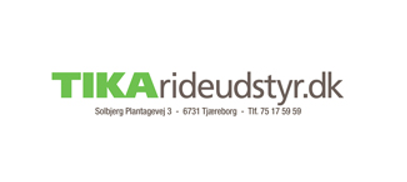 TIKArideudstyr.dk
Solbjerg Plantagevej 3 - 6731 Tjæreborg - Tlf. 75 17 59 59